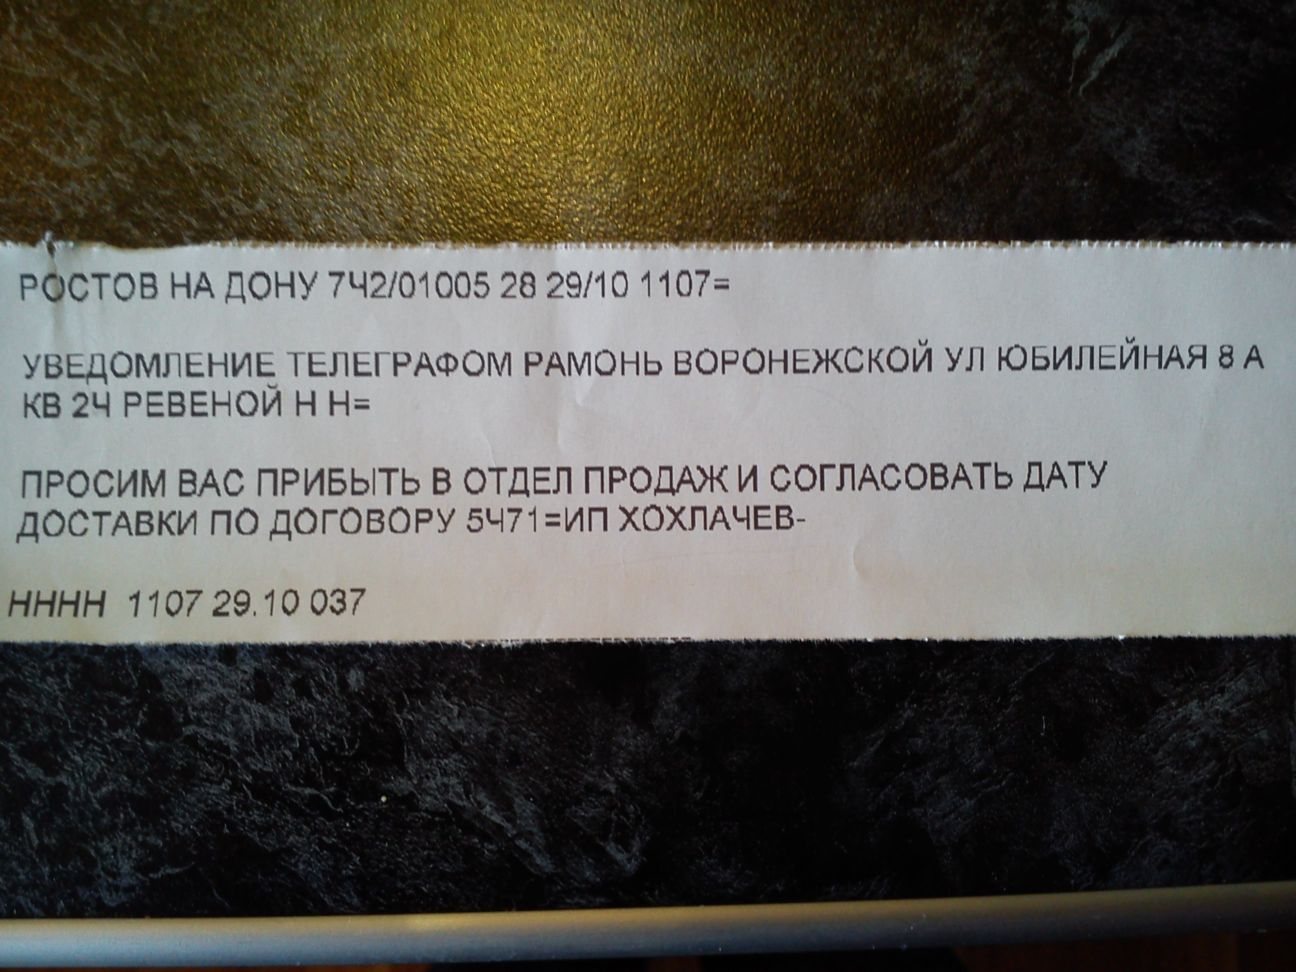 РОСТОВ НА ДОНУ 7Ч2/01005 28 29/10 1107=
УВЕДОМЛЕНИЕ ТЕЛЕГРАФОМ РАМОНЬ ВОРОНЕЖСКОЙ УЛ ЮБИЛЕЙНАЯ 8 А
КВ 2Ч РЕВЕНОЙ Н Н=
ПРОСИМ ВАС ПРИБЫТЬ В ОТДЕЛ ПРОДАЖ И СОГЛАСОВАТЬ ДАТУ
ДОСТАВКИ ПО ДОГОВОРУ 5Ч71=ИП ХОХЛАЧЕВ-
НННН 1107 29.10 037